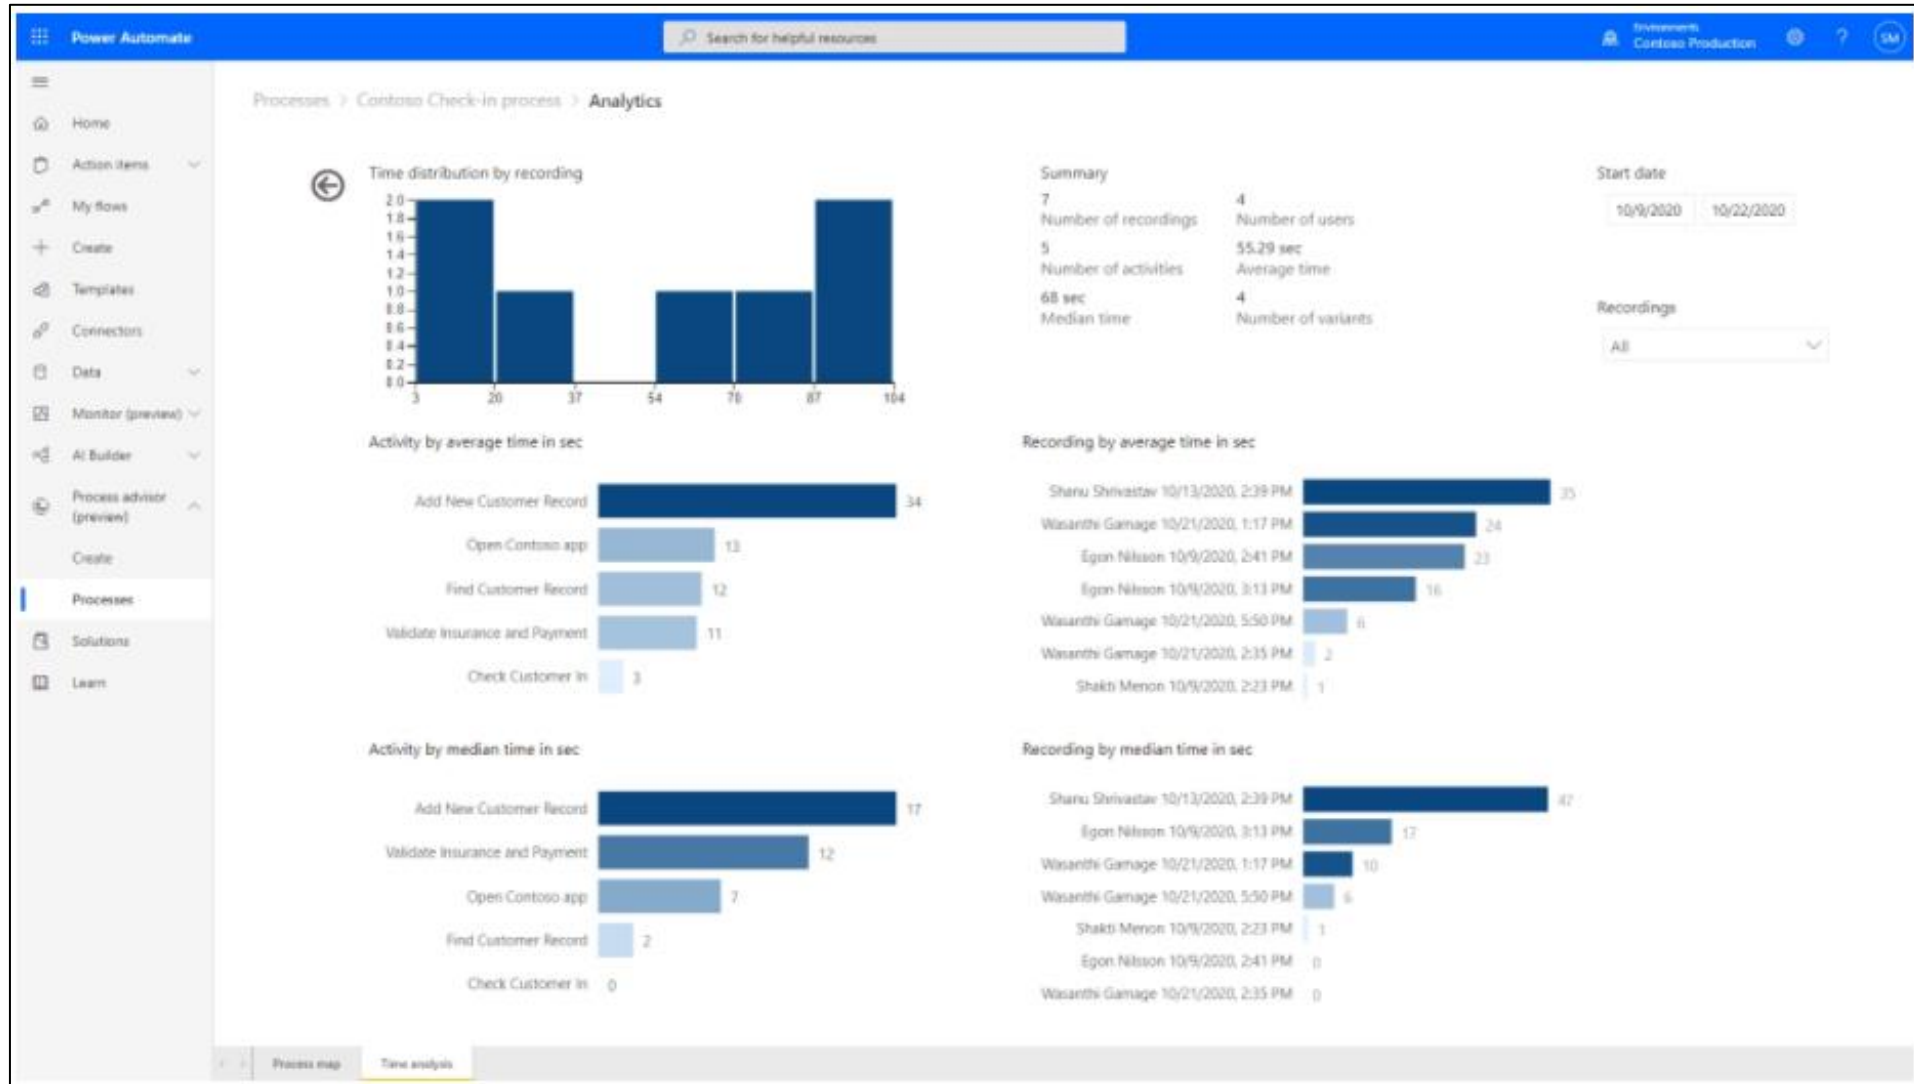 Power Automate
Search for helpful resources
Environments
Contoso Production
?
SM
Home
Action items
My flows
Create
Templates
Connectors
Data
Monitor (preview)
AI Builder
Process advisor
(preview)
Create
Processes
Solutions
Learn
Processes > Contoso Check-in process > Analytics
Time distribution by recording
2.0
1.8
1.6
1.4
1.2
1.0
0.8
0.6
0.4
0.2
0.0
3 20 37 54 70 87 104
Summary
7 4
Number of recordings Number of users
5 55.29 sec
Number of activities Average time
68 sec 4
Median time Number of variants
Start date
10/9/2020 10/22/2020
Recordings
All
Activity by average time in sec
Add New Customer Record 34
Open Contoso app 13
Find Customer Record 12
Validate Insurance and Payment 11
Check Customer In 3
Recording by average time in sec
Shanu Shrivastav 10/13/2020, 2:39 PM 35
Wasanthi Gamage 10/21/2020, 1:17 PM 24
Egon Nilsson 10/9/2020, 2:41 PM 23
Egon Nilsson 10/9/2020, 3:13 PM 16
Wasanthi Gamage 10/21/2020, 5:50 PM 6
Wasanthi Gamage 10/21/2020, 2:35 PM 2
Shakti Menon 10/9/2020, 2:23 PM 1
Activity by median time in sec
Add New Customer Record 17
Validate Insurance and Payment 12
Open Contoso app 7
Find Customer Record 2
Check Customer In 0
Recording by median time in sec
Shanu Shrivastav 10/13/2020, 2:39 PM 47
Egon Nilsson 10/9/2020, 3:13 PM 17
Wasanthi Gamage 10/21/2020, 1:17 PM 10
Wasanthi Gamage 10/21/2020, 5:50 PM 6
Shakti Menon 10/9/2020, 2:23 PM 1
Egon Nilsson 10/9/2020, 2:41 PM 0
Wasanthi Gamage 10/21/2020, 2:35 PM 0
Process map
Time analysis